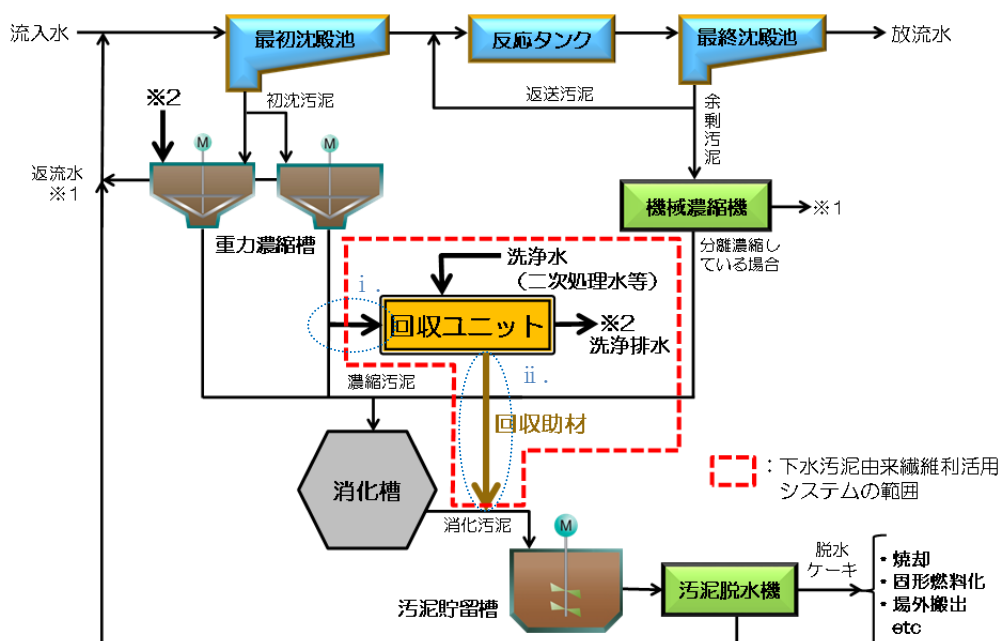 流入水
最初沈殿池
反応タンク
最終沈殿池
放流水
初沈汚泥
返送汚泥
余剰汚泥
※2
M
M
返流水
※1
機械濃縮機
※1
重力濃縮槽
分離濃縮し
ている場合
洗浄水
(二次処理水等)
i.
回収ユニット
※2
洗浄排水
ii.
濃縮汚泥
回収助材
消化槽
:下水汚泥由来繊維利活用
システムの範囲
消化汚泥
M
汚泥貯留槽
汚泥脱水機
脱水
ケーキ
・焼却
・固形燃料化
・場外搬出
etc